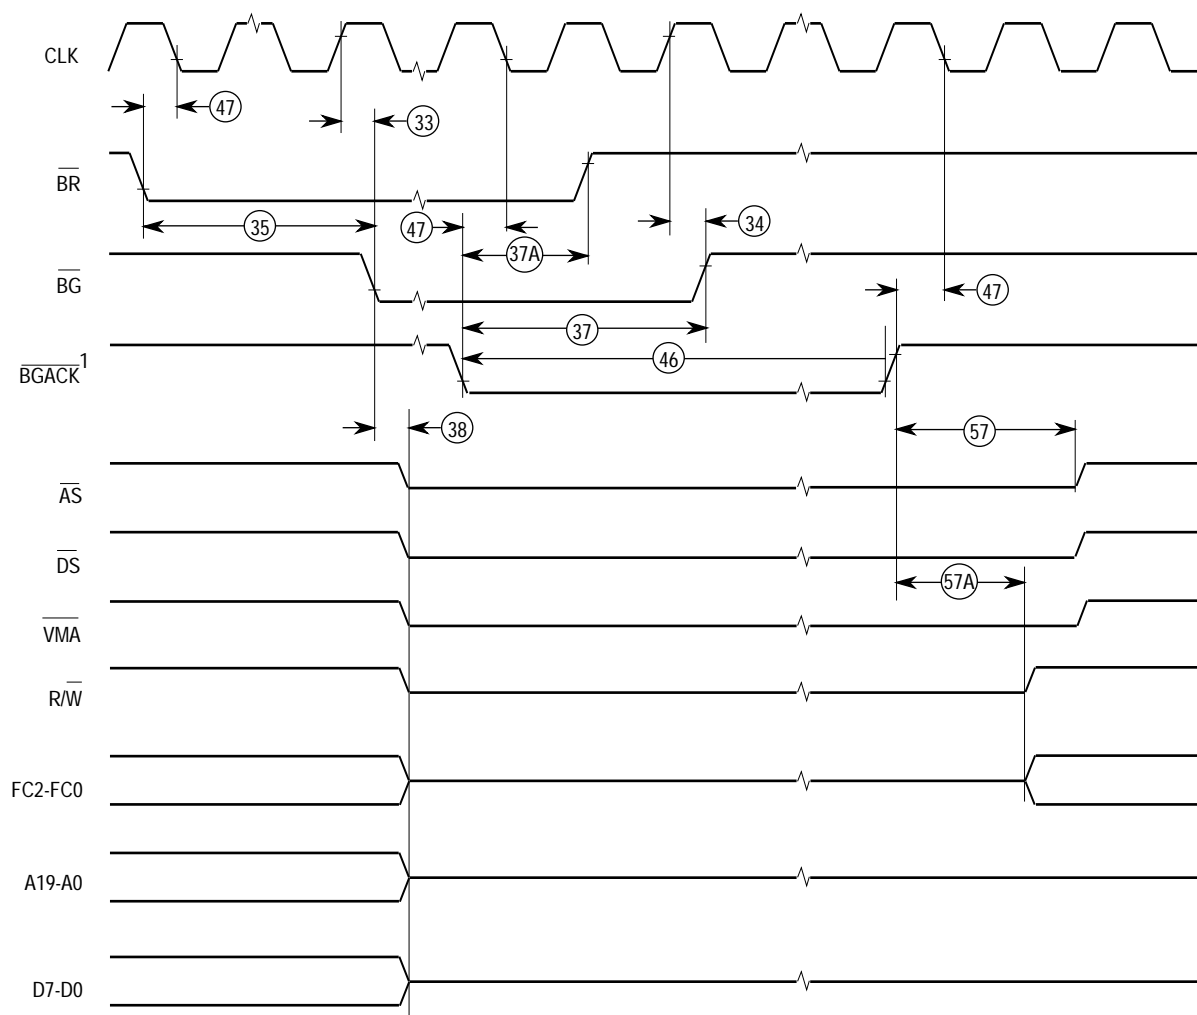 CLK
47
33
BR
35
47
37A
34
BG
47
37
BGACK1
46
38
57
AS
DS
57A
VMA
R/W
FC2-FC0
A19-A0
D7-D0